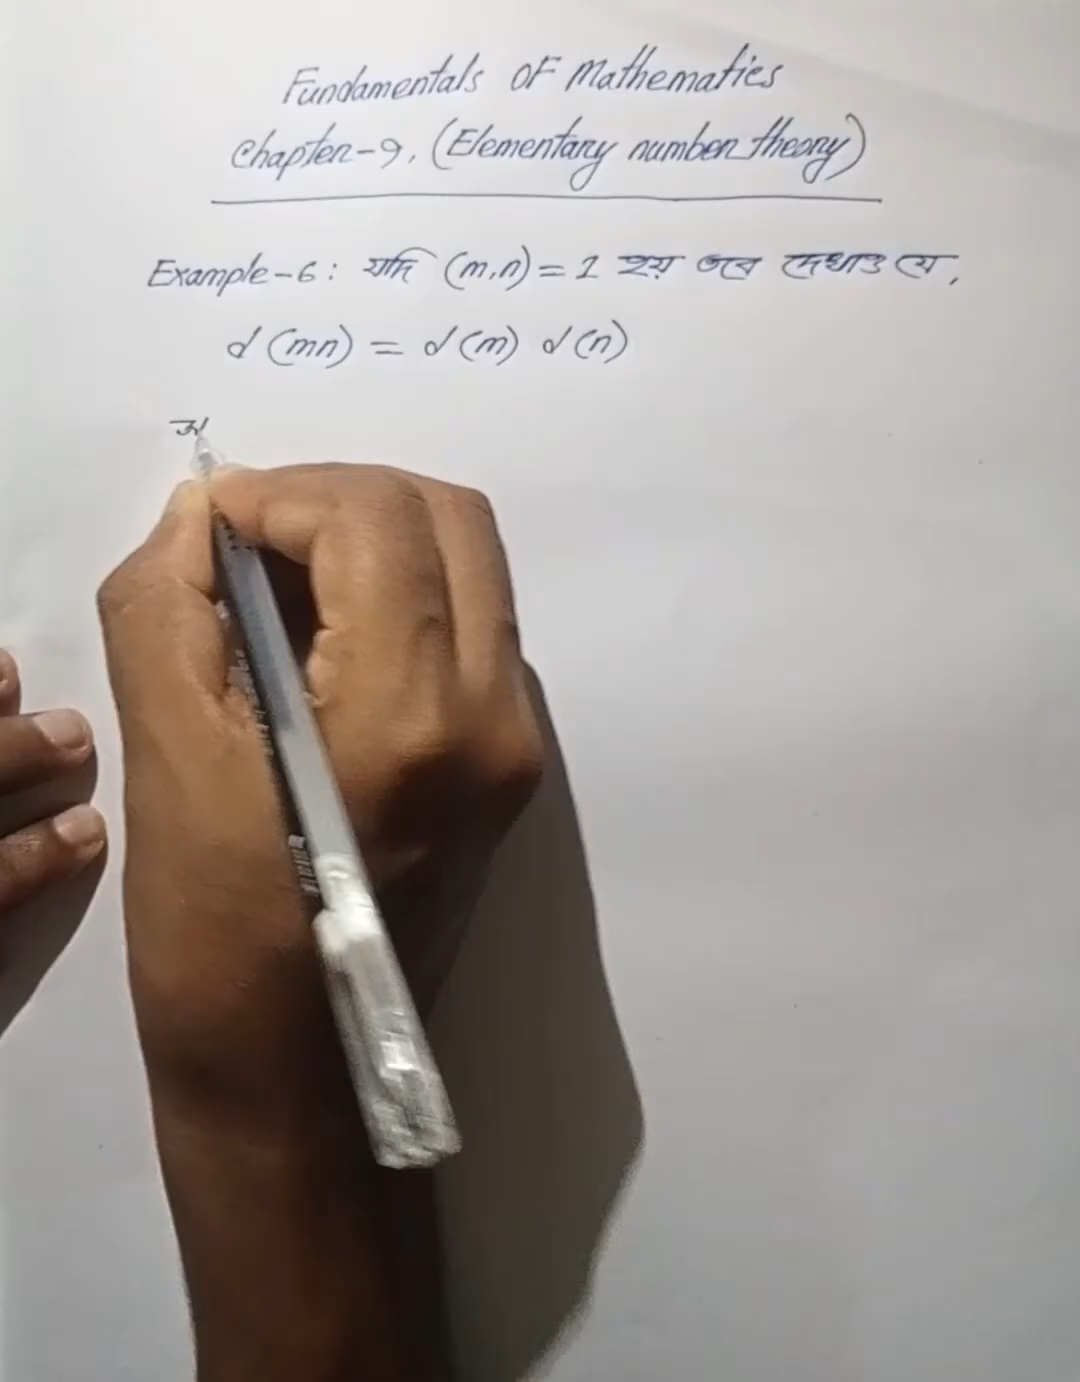 Fundamentals of Mathematics
Chapter-9, (Elementary number theory)
Example-6: যদি (m,n) = 1 হয় তবে দেখাও যে,
d(mn) = d(m) d(n)
অ